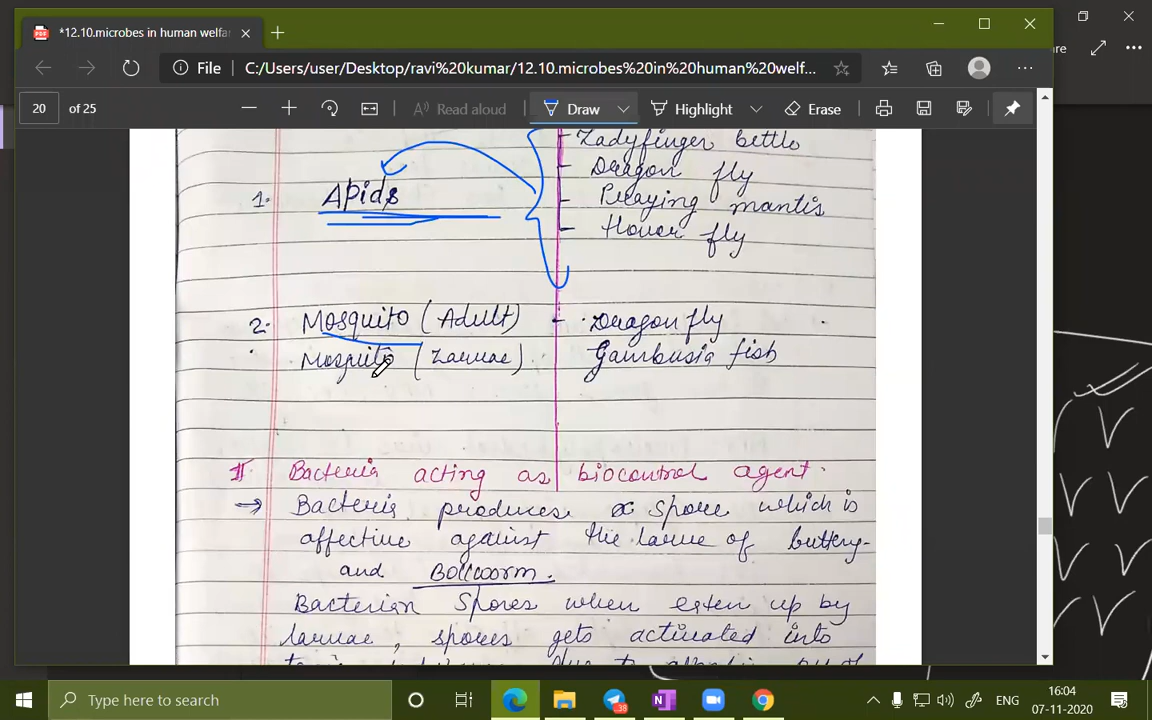 *12.10.microbes in human welfa
File C:/Users/user/Desktop/ravi%20kumar/12.10.microbes%20in%20human%20welf...
re
20 of 25 Read aloud Draw Highlight Erase
- Ladyfinger bettle
- Dragon fly
1. Apids - Praying mantis
- Hover fly
2. Mosquito (Adult) - Dragon fly
Mosquito (Larvae) Gambusia fish
II. Bacteria acting as biocontrol agent.
→ Bacteria produces spore which is
affective against the larve of
and Bollworm.
Bacterian Spores when eaten up by
larvae, spores gets activated into
Type here to search
38
ENG
16:04
07-11-2020